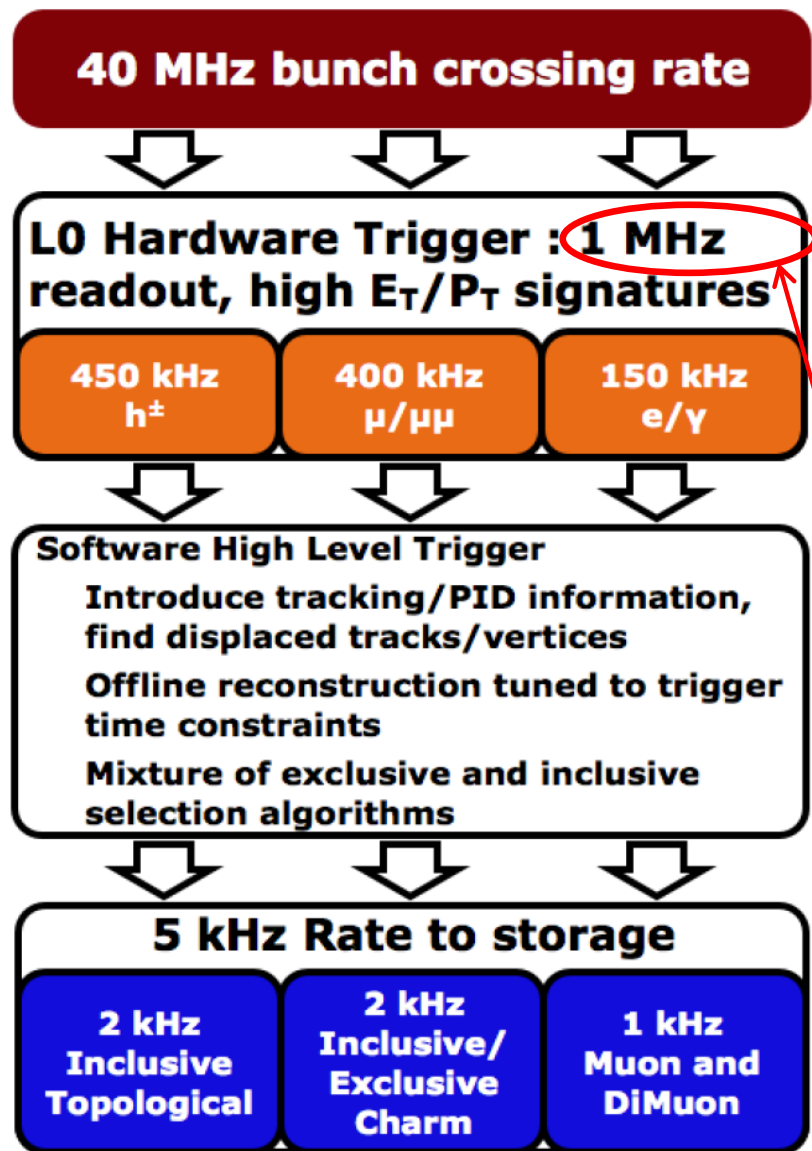 40 MHz bunch crossing rate
L0 Hardware Trigger : 1 MHz
readout, high E_T/P_T signatures
450 kHz
h±
400 kHz
μ/μμ
150 kHz
e/γ
Software High Level Trigger
Introduce tracking/PID information,
find displaced tracks/vertices
Offline reconstruction tuned to trigger
time constraints
Mixture of exclusive and inclusive
selection algorithms
5 kHz Rate to storage
2 kHz
Inclusive
Topological
2 kHz
Inclusive/
Exclusive
Charm
1 kHz
Muon and
DiMuon